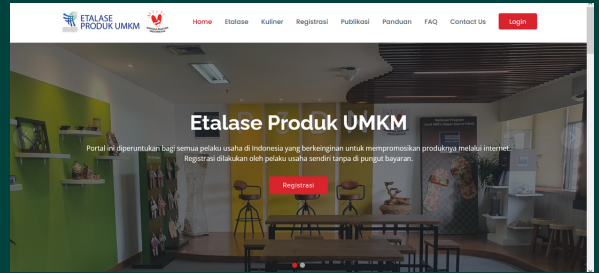 ETALASE
PRODUK UMKM
Home Etalase Kuliner Registrasi Publikasi Panduan FAQ Contact Us Login
Etalase Produk UMKM
Portal ini diperuntukan bagi semua pelaku usaha di Indonesia yang berkeinginan untuk mempromosikan produknya melalui internet.
Registrasi dilakukan oleh pelaku usaha sendiri tanpa di pungut bayaran.
Registrasi